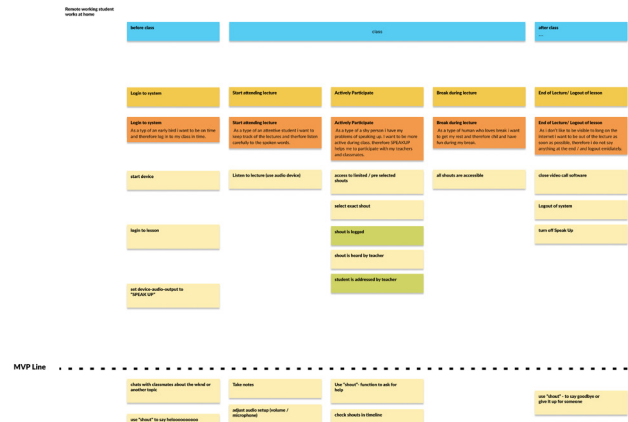 Remote working student
works at home
before class
class
after class
....
Login to system
Start attending lecture
Actively Participate
Break during lecture
End of Lecture/ Logout of lesson
Login to system
As a typ of an early bird i want to be on time
and therefore log in to my class in time.
Start attending lecture
As a type of an attentive student i want to
keep track of the lectures and therfore listen
carefully to the spoken words.
Actively Participate
As a type of a shy person i have my
problems of speaking up. I want to be more
active during class, therefore SPEAKUP
helps me to participate with my teachers
and classmates.
Break during lecture
As a type of human who loves break i want
to get my rest and therefore chill and have
fun during my break.
End of Lecture/ Logout of lesson
As i don't like to be visible to long on the
internet i want to be out of the lecture as
soon as possible, therefore i do not say
anything at the end / and logout
start device
Listen to lecture (use audio device)
access to limited / pre selected
shouts
all shouts are accessible
close video call software
select exact shout
Logout of system
login to lesson
shout is logged
turn off Speak Up
shout is heard by teacher
student is addressed by teacher
set device-audio-output to
"SPEAK UP"
MVP Line
chats with classmates about the wknd or
another topic
Take notes
Use "shout"- function to ask for
help
use "shout" - to say goodbye or
give it up for someone
adjust audio setup (volume /
microphone)
check shouts in timeline
use "shout" to say